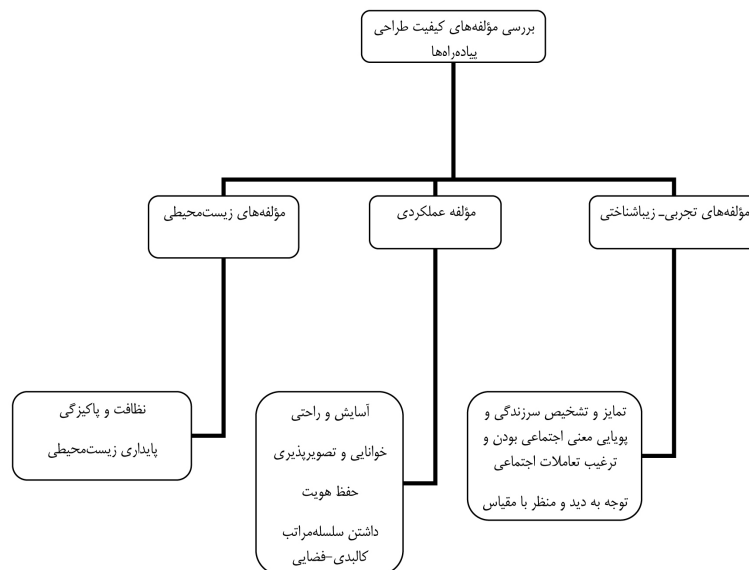 بررسی مؤلفه‌های کیفیت طراحی
پیاده‌راه‌ها
مؤلفه‌های تجربی- زیباشناختی
مؤلفه عملکردی
مؤلفه‌های زیست‌محیطی
تمایز و تشخیص سرزندگی و
پویایی معنی اجتماعی بودن و
ترغیب تعاملات اجتماعی
توجه به دید و منظر با مقیاس
آسایش و راحتی
خوانایی و تصویرپذیری
حفظ هویت
داشتن سلسله‌مراتب
کالبدی-فضایی
نظافت و پاکیزگی
پایداری زیست‌محیطی